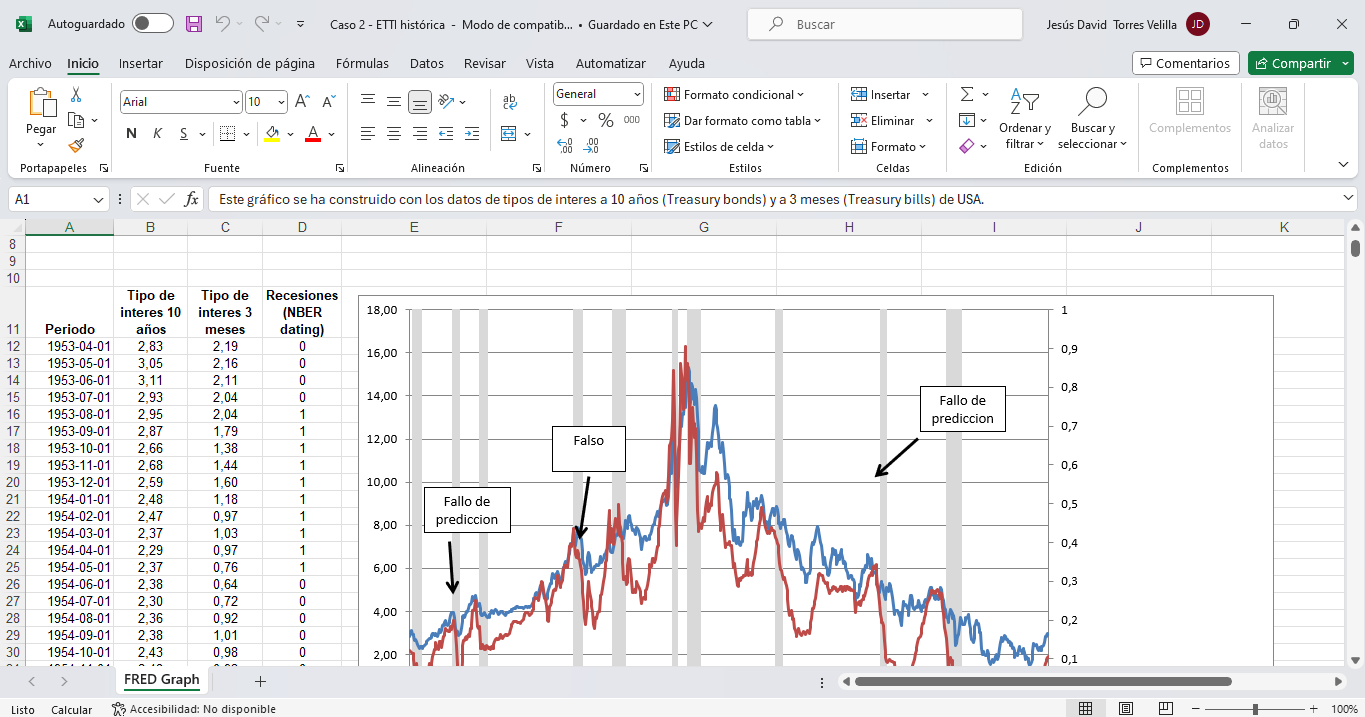 Autoguardado
Caso 2 - ETTI histórica - Modo de compatib... • Guardado en Este PC
Buscar
Jesús David Torres Velilla
JD
Archivo Inicio Insertar Disposición de página Fórmulas Datos Revisar Vista Automatizar Ayuda
Comentarios
Compartir
Pegar
Portapapeles
Arial
10
N K S
Fuente
ab
Alineación
General
$ % 000
Número
Formato condicional
Dar formato como tabla
Estilos de celda
Estilos
Insertar
Eliminar
Formato
Celdas
Ordenar y filtrar
Buscar y seleccionar
Edición
Complementos
Complementos
Analizar datos
A1
fx
Este gráfico se ha construido con los datos de tipos de interes a 10 años (Treasury bonds) y a 3 meses (Treasury bills) de USA.
A B C D E F G H I J K
8
9
10
11 Periodo Tipo de interes 10 años Tipo de interes 3 meses Recesiones (NBER dating)
12 1953-04-01 2,83 2,19 0
13 1953-05-01 3,05 2,16 0
14 1953-06-01 3,11 2,11 0
15 1953-07-01 2,93 2,04 0
16 1953-08-01 2,95 2,04 1
17 1953-09-01 2,87 1,79 1
18 1953-10-01 2,66 1,38 1
19 1953-11-01 2,68 1,44 1
20 1953-12-01 2,59 1,60 1
21 1954-01-01 2,48 1,18 1
22 1954-02-01 2,47 0,97 1
23 1954-03-01 2,37 1,03 1
24 1954-04-01 2,29 0,97 1
25 1954-05-01 2,37 0,76 1
26 1954-06-01 2,38 0,64 0
27 1954-07-01 2,30 0,72 0
28 1954-08-01 2,36 0,92 0
29 1954-09-01 2,38 1,01 0
30 1954-10-01 2,43 0,98 0
18,00
16,00
14,00
12,00
10,00
8,00
6,00
4,00
2,00
Fallo de
prediccion
Falso
Fallo de
prediccion
1
0,9
0,8
0,7
0,6
0,5
0,4
0,3
0,2
0,1
FRED Graph
Listo Calcular Accesibilidad: No disponible
100%